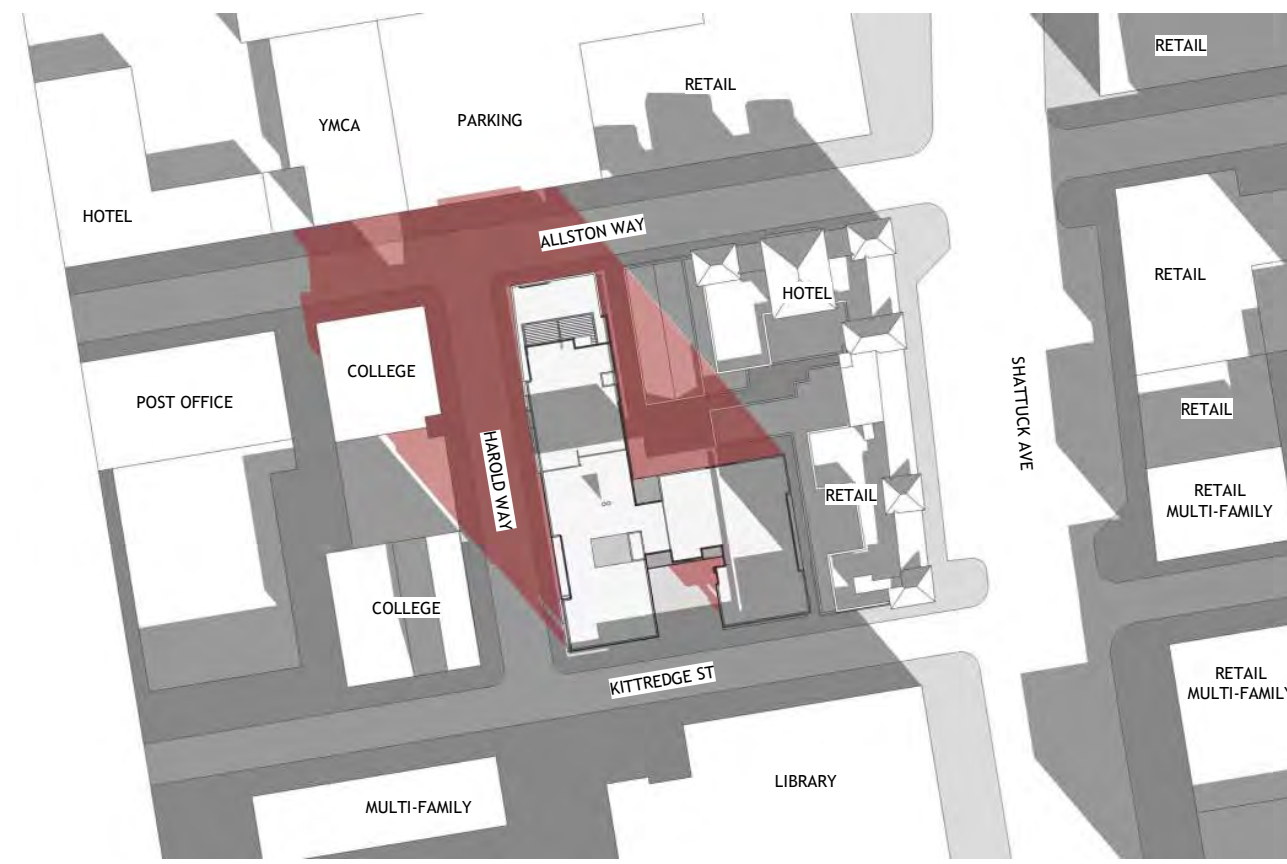 RETAIL
RETAIL
YMCA
PARKING
HOTEL
ALLSTON WAY
RETAIL
HOTEL
COLLEGE
SHATTUCK AVE
POST OFFICE
RETAIL
HAROLD WAY
RETAIL
RETAIL
MULTI-FAMILY
COLLEGE
KITTREDGE ST
RETAIL
MULTI-FAMILY
LIBRARY
MULTI-FAMILY